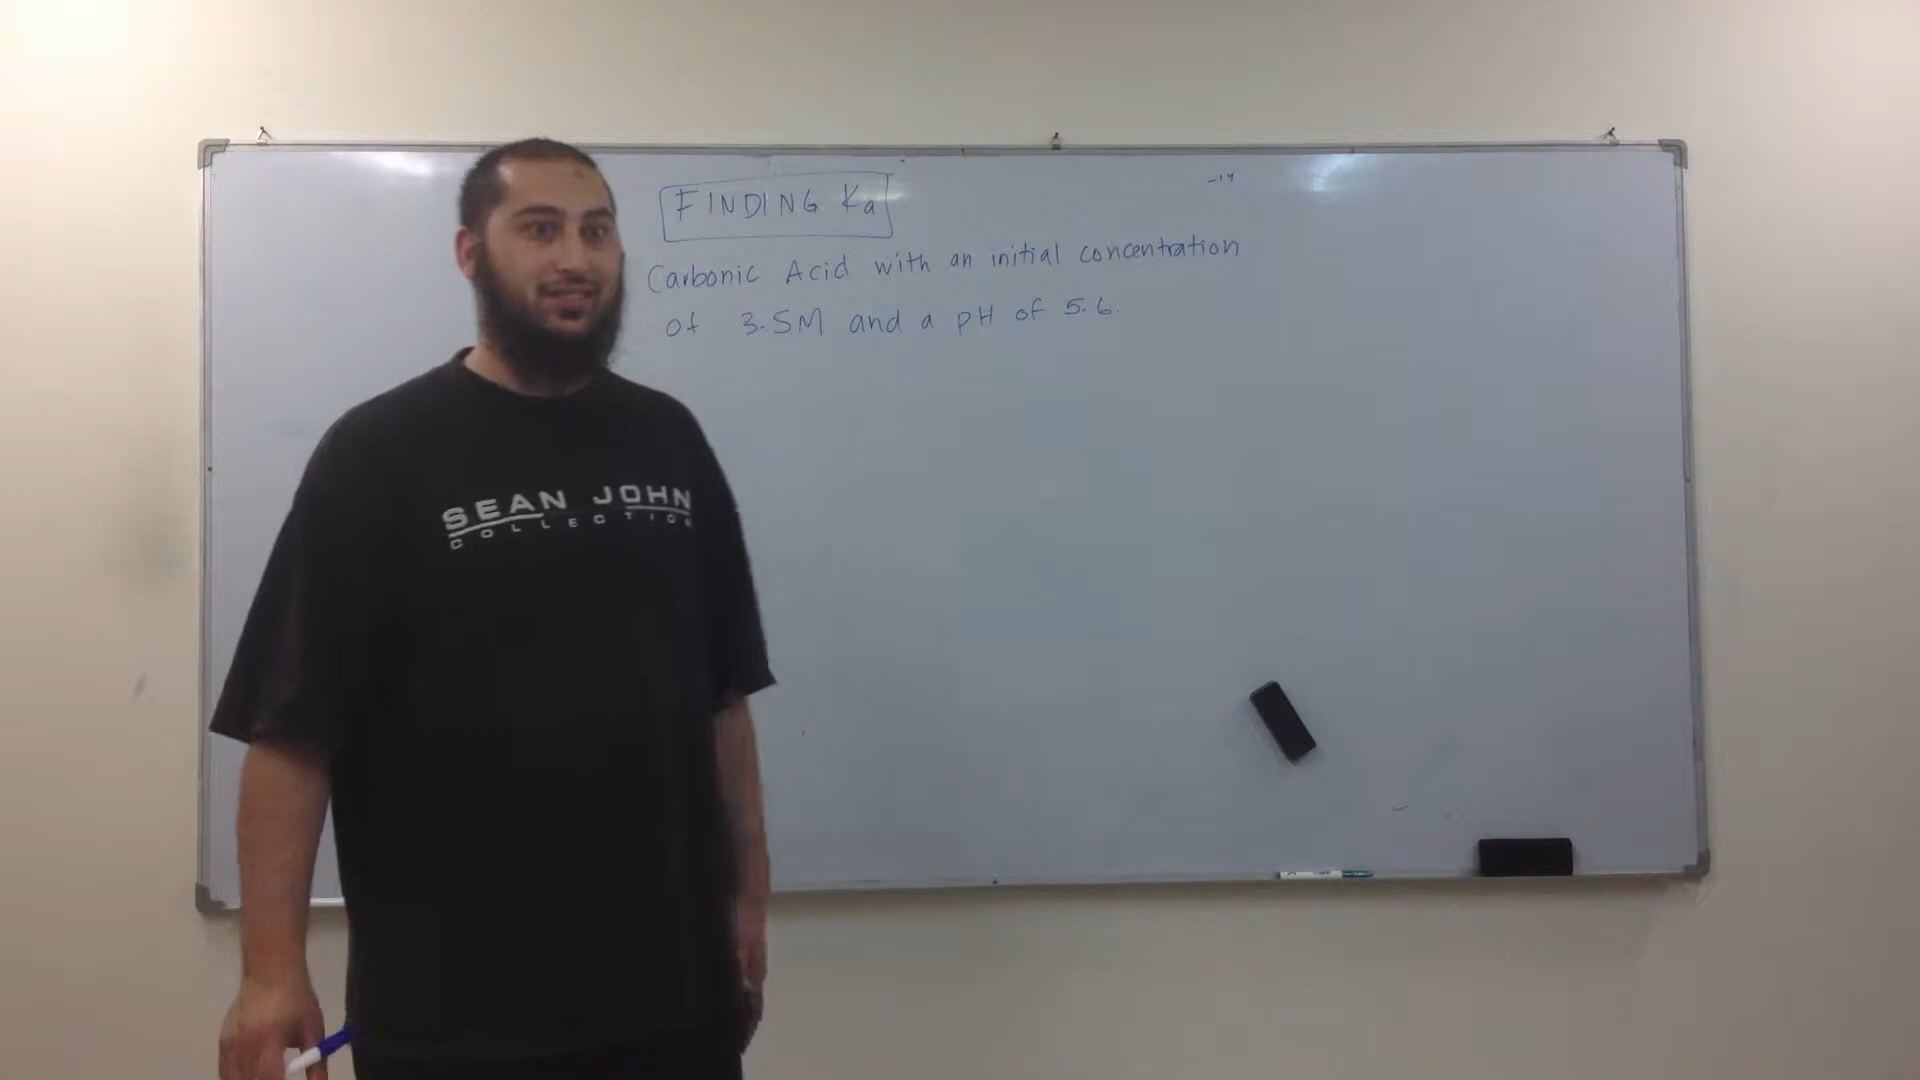 FINDING Ka
-14
Carbonic Acid with an initial concentration
of 3.5M and a pH of 5.6.
SEAN JOHN
COLLECTION